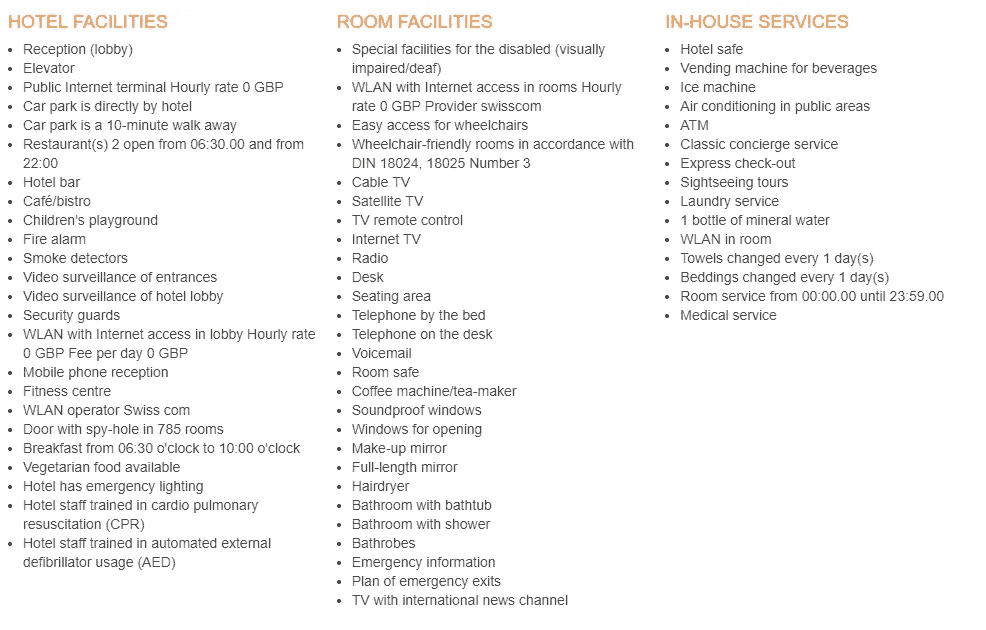 HOTEL FACILITIES
Reception (lobby)
Elevator
Public Internet terminal Hourly rate 0 GBP
Car park is directly by hotel
Car park is a 10-minute walk away
Restaurant(s) 2 open from 06:30.00 and from
22:00
Hotel bar
Café/bistro
Children's playground
Fire alarm
Smoke detectors
Video surveillance of entrances
Video surveillance of hotel lobby
Security guards
WLAN with Internet access in lobby Hourly rate
0 GBP Fee per day 0 GBP
Mobile phone reception
Fitness centre
WLAN operator Swiss com
Door with spy-hole in 785 rooms
Breakfast from 06:30 o'clock to 10:00 o'clock
Vegetarian food available
Hotel has emergency lighting
Hotel staff trained in cardio pulmonary
resuscitation (CPR)
Hotel staff trained in automated external
defibrillator usage (AED)
ROOM FACILITIES
Special facilities for the disabled (visually
impaired/deaf)
WLAN with Internet access in rooms Hourly
rate 0 GBP Provider swisscom
Easy access for wheelchairs
Wheelchair-friendly rooms in accordance with
DIN 18024, 18025 Number 3
Cable TV
Satellite TV
TV remote control
Internet TV
Radio
Desk
Seating area
Telephone by the bed
Telephone on the desk
Voicemail
Room safe
Coffee machine/tea-maker
Soundproof windows
Windows for opening
Make-up mirror
Full-length mirror
Hairdryer
Bathroom with bathtub
Bathroom with shower
Bathrobes
Emergency information
Plan of emergency exits
TV with international news channel
IN-HOUSE SERVICES
Hotel safe
Vending machine for beverages
Ice machine
Air conditioning in public areas
ATM
Classic concierge service
Express check-out
Sightseeing tours
Laundry service
1 bottle of mineral water
WLAN in room
Towels changed every 1 day(s)
Beddings changed every 1 day(s)
Room service from 00:00.00 until 23:59.00
Medical service